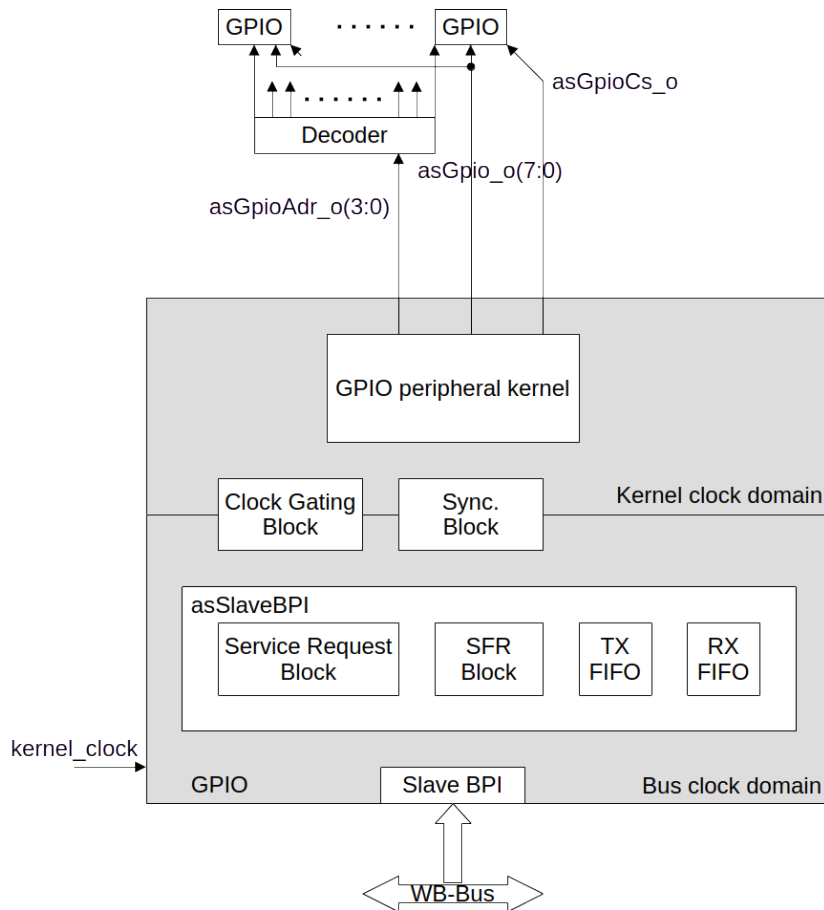 GPIO
GPIO
asGpioCs_o
Decoder
asGpio_o(7:0)
asGpioAdr_o(3:0)
GPIO peripheral kernel
Clock Gating
Block
Sync.
Block
Kernel clock domain
asSlaveBPI
Service Request
Block
SFR
Block
TX
FIFO
RX
FIFO
kernel_clock
GPIO
Slave BPI
Bus clock domain
WB-Bus